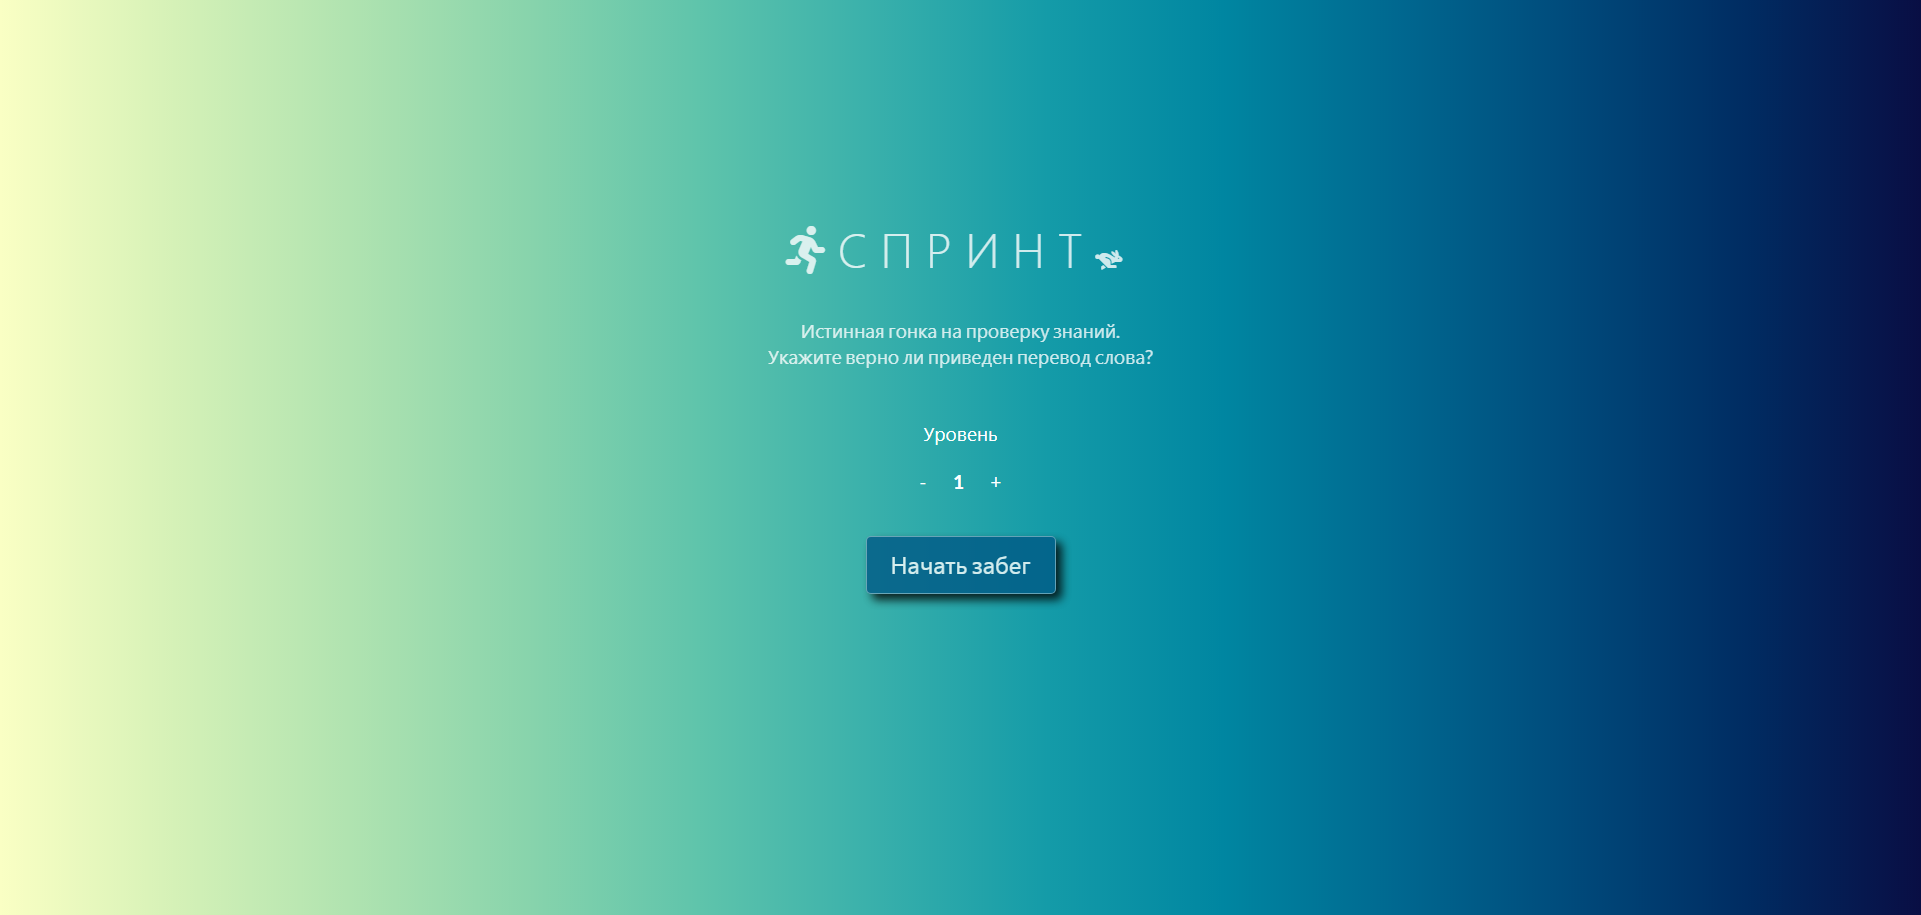 СПРИНТ
Истинная гонка на проверку знаний.
Укажите верно ли приведен перевод слова?
Уровень
- 1 +
Начать забег